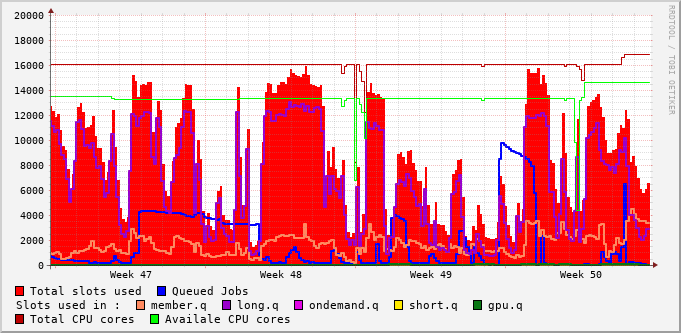 20000
18000
16000
14000
12000
10000
8000
6000
4000
2000
0
Week 47 Week 48 Week 49 Week 50
RRDTOOL / TOBI OETIKER
Total slots used Queued Jobs
Slots used in : member.q long.q ondemand.q short.q gpu.q
Total CPU cores Availale CPU cores